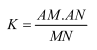 K = AM.AN / MN